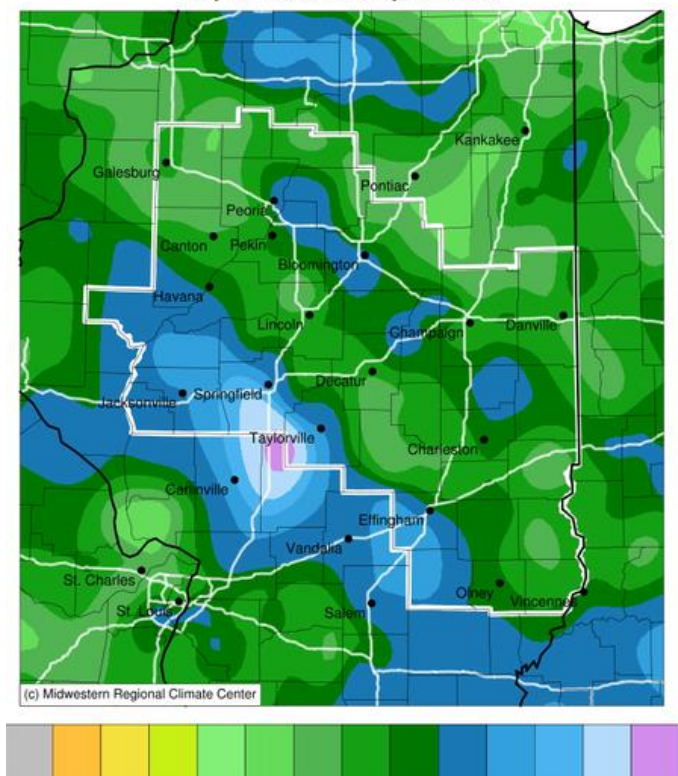 Kankakee
Galesburg
Pontiac
Peoria
Canton
Pekin
Bloomington
Havana
Lincoln
Champaign
Danville
Decatur
Springfield
Jacksonville
Taylorville
Charleston
Carlinville
Effingham
Vandalia
St. Charles
Olney
Vincennes
St. Louis
Salem
(c) Midwestern Regional Climate Center